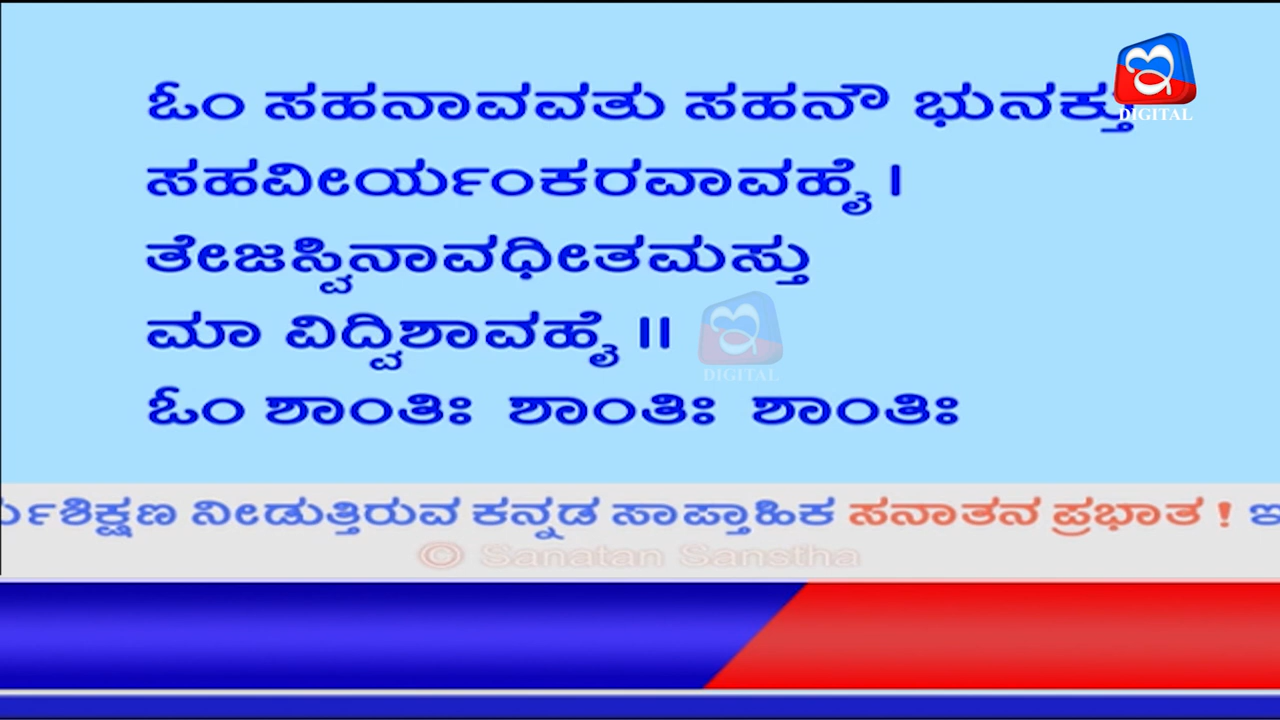 ಓಂ ಸಹನಾವವತು ಸಹನೌ ಭುನಕ್ತು
ಸಹವೀರ್ಯಂಕರವಾವಹೈ ।
ತೇಜಸ್ವಿನಾವಧೀತಮಸ್ತು
ಮಾ ವಿದ್ವಿಶಾವಹೈ ॥
ಓಂ ಶಾಂತಿಃ ಶಾಂತಿಃ ಶಾಂತಿಃ
DIGITAL
DIGITAL
ಶಿಕ್ಷಣ ನೀಡುತ್ತಿರುವ ಕನ್ನಡ ಸಾಪ್ತಾಹಿಕ ಸನಾತನ ಪ್ರಭಾತ !
© Sanatan Sanstha